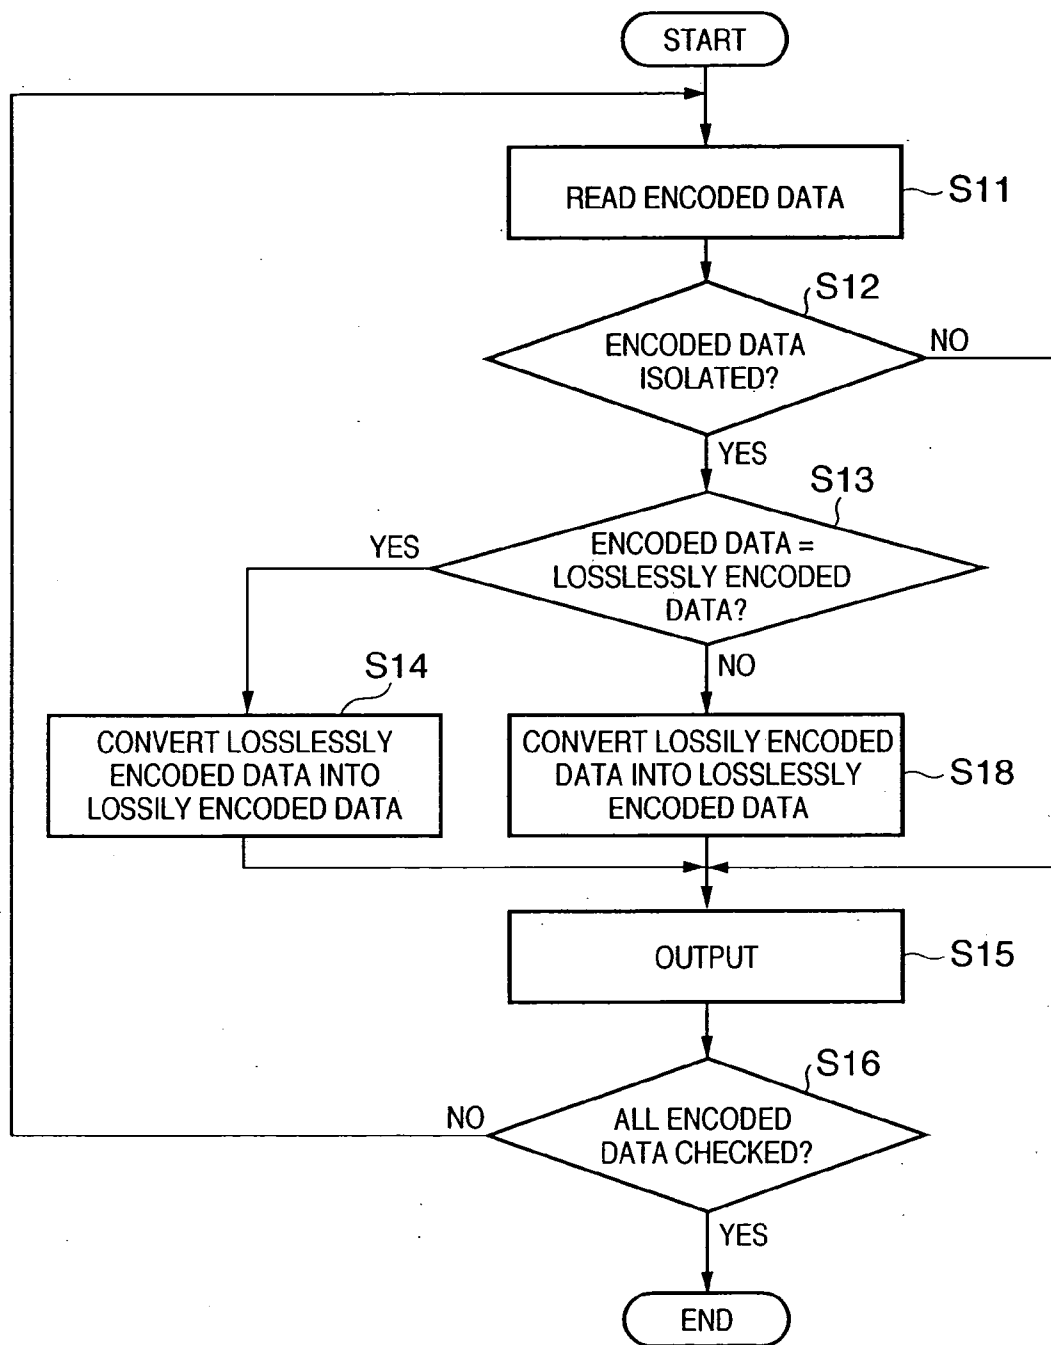 START
READ ENCODED DATA
S11
S12
ENCODED DATA
ISOLATED?
NO
YES
S13
ENCODED DATA =
LOSSLESSLY ENCODED
DATA?
YES
NO
S14
CONVERT LOSSLESSLY
ENCODED DATA INTO
LOSSILY ENCODED DATA
CONVERT LOSSILY ENCODED
DATA INTO LOSSLESSLY
ENCODED DATA
S18
OUTPUT
S15
S16
ALL ENCODED
DATA CHECKED?
NO
YES
END